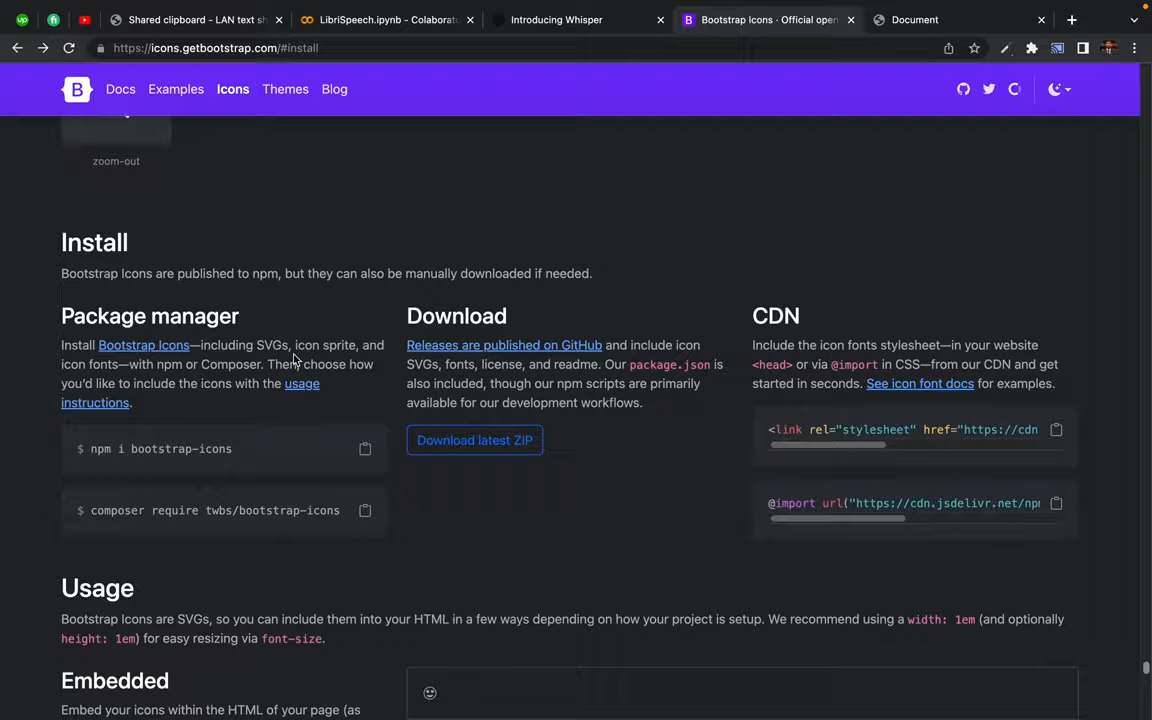 Shared clipboard - LAN text sh
LibriSpeech.ipynb - Colaborato
Introducing Whisper
Bootstrap Icons · Official open
Document
https://icons.getbootstrap.com/#install
B Docs Examples Icons Themes Blog
zoom-out
Install
Bootstrap Icons are published to npm, but they can also be manually downloaded if needed.
Package manager
Install Bootstrap Icons—including SVGs, icon sprite, and
icon fonts—with npm or Composer. Then choose how
you'd like to include the icons with the usage
instructions.
$ npm i bootstrap-icons
$ composer require twbs/bootstrap-icons
Download
Releases are published on GitHub and include icon
SVGs, fonts, license, and readme. Our package.json is
also included, though our npm scripts are primarily
available for our development workflows.
Download latest ZIP
CDN
Include the icon fonts stylesheet—in your website
<head> or via @import in CSS—from our CDN and get
started in seconds. See icon font docs for examples.
<link rel="stylesheet" href="https://cdn
@import url("https://cdn.jsdelivr.net/npm
Usage
Bootstrap Icons are SVGs, so you can include them into your HTML in a few ways depending on how your project is setup. We recommend using a width: 1em (and optionally
height: 1em) for easy resizing via font-size.
Embedded
Embed your icons within the HTML of your page (as